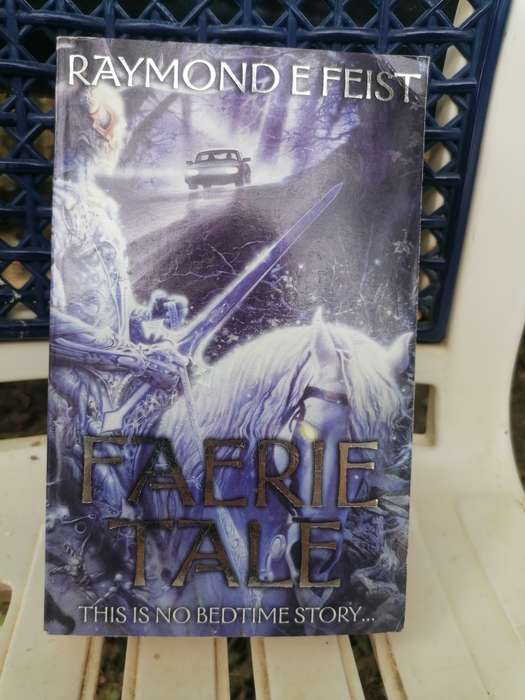 RAYMOND E FEIST
FAERIE
TALE
THIS IS NO BEDTIME STORY...